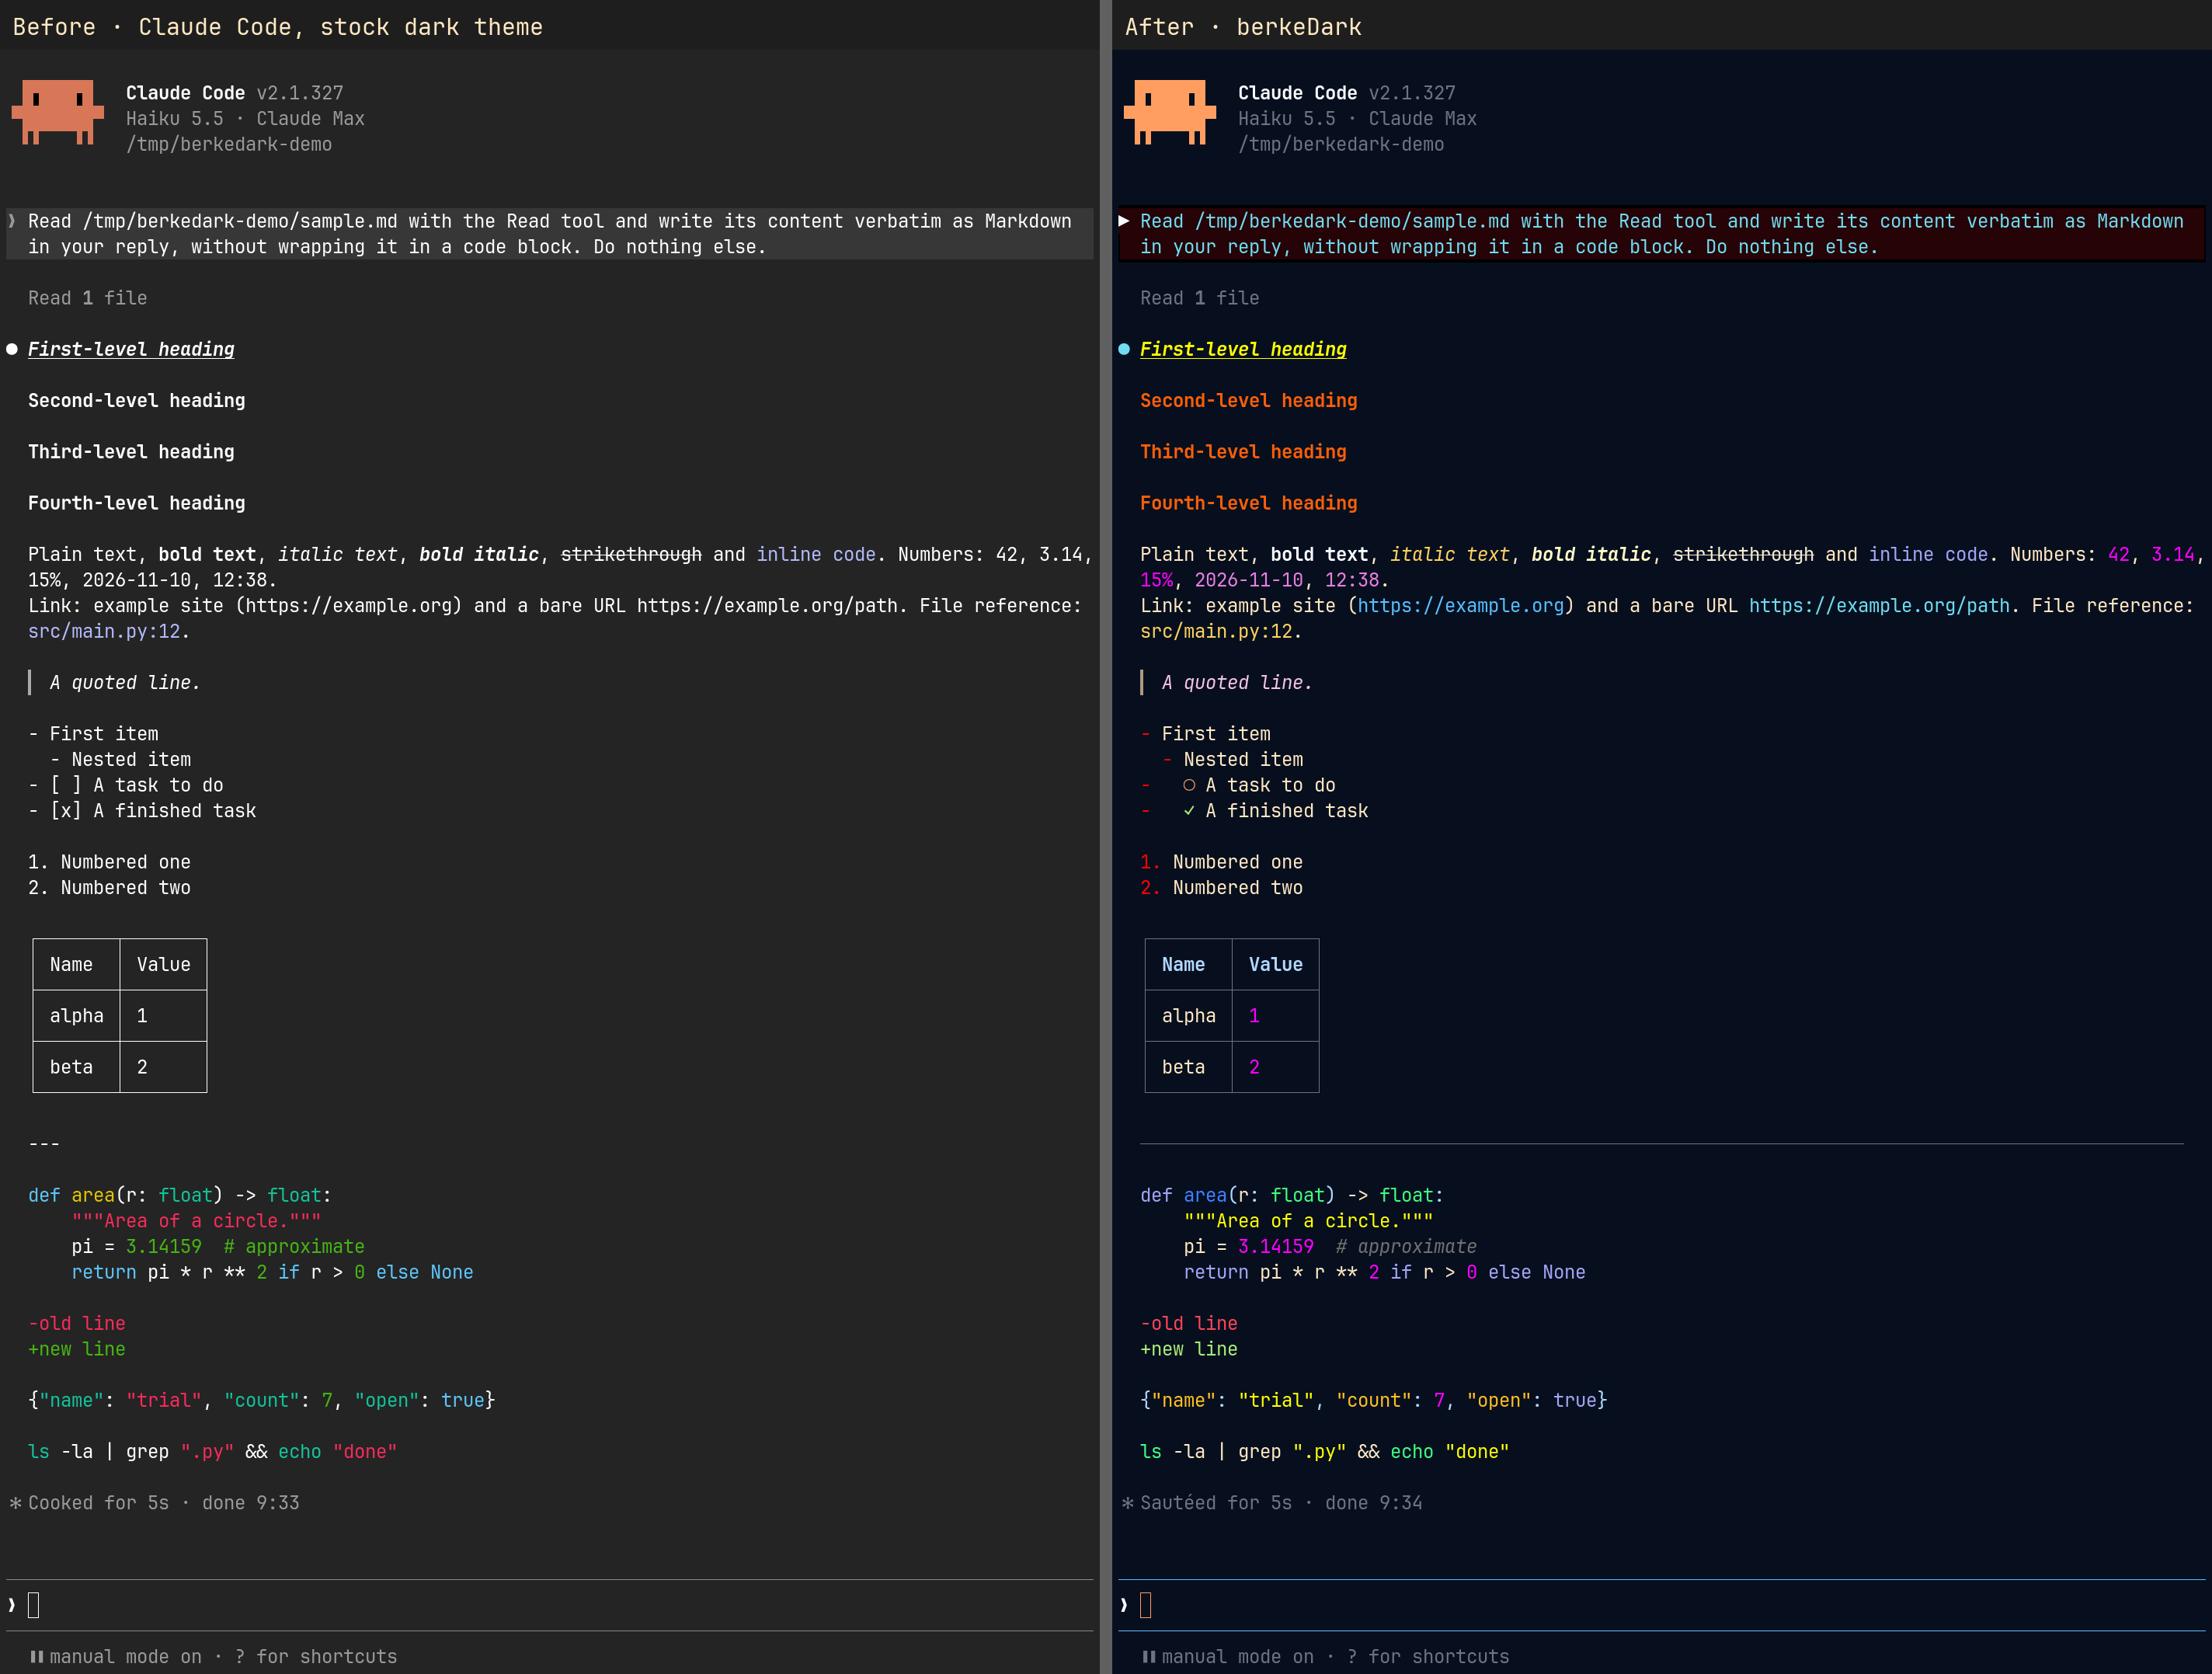 Before · Claude Code, stock dark theme
Claude Code v2.1.327
Haiku 5.5 · Claude Max
/tmp/berkedark-demo
❯ Read /tmp/berkedark-demo/sample.md with the Read tool and write its content verbatim as Markdown
in your reply, without wrapping it in a code block. Do nothing else.
Read 1 file
● First-level heading
Second-level heading
Third-level heading
Fourth-level heading
Plain text, bold text, italic text, bold italic, strikethrough and inline code. Numbers: 42, 3.14,
15%, 2026-11-10, 12:38.
Link: example site (https://example.org) and a bare URL https://example.org/path. File reference:
src/main.py:12.
A quoted line.
- First item
- Nested item
- [ ] A task to do
- [x] A finished task
1. Numbered one
2. Numbered two
Name Value
alpha 1
beta 2
---
def area(r: float) -> float:
"""Area of a circle."""
pi = 3.14159  # approximate
return pi * r ** 2 if r > 0 else None
-old line
+new line
{"name": "trial", "count": 7, "open": true}
ls -la | grep ".py" && echo "done"
✻ Cooked for 5s · done 9:33
❯
⏸ manual mode on · ? for shortcuts
After · berkeDark
Claude Code v2.1.327
Haiku 5.5 · Claude Max
/tmp/berkedark-demo
▶ Read /tmp/berkedark-demo/sample.md with the Read tool and write its content verbatim as Markdown
in your reply, without wrapping it in a code block. Do nothing else.
Read 1 file
● First-level heading
Second-level heading
Third-level heading
Fourth-level heading
Plain text, bold text, italic text, bold italic, strikethrough and inline code. Numbers: 42, 3.14,
15%, 2026-11-10, 12:38.
Link: example site (https://example.org) and a bare URL https://example.org/path. File reference:
src/main.py:12.
A quoted line.
- First item
- Nested item
- ○ A task to do
- ✓ A finished task
1. Numbered one
2. Numbered two
Name Value
alpha 1
beta 2
def area(r: float) -> float:
"""Area of a circle."""
pi = 3.14159  # approximate
return pi * r ** 2 if r > 0 else None
-old line
+new line
{"name": "trial", "count": 7, "open": true}
ls -la | grep ".py" && echo "done"
✻ Sautéed for 5s · done 9:34
❯
⏸ manual mode on · ? for shortcuts